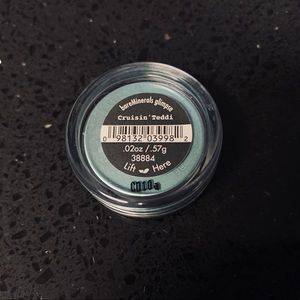 bareMinerals glimpse
Cruisin' Teddi
0 98132 03998 2
.02oz / .57g
38884
Lift Here